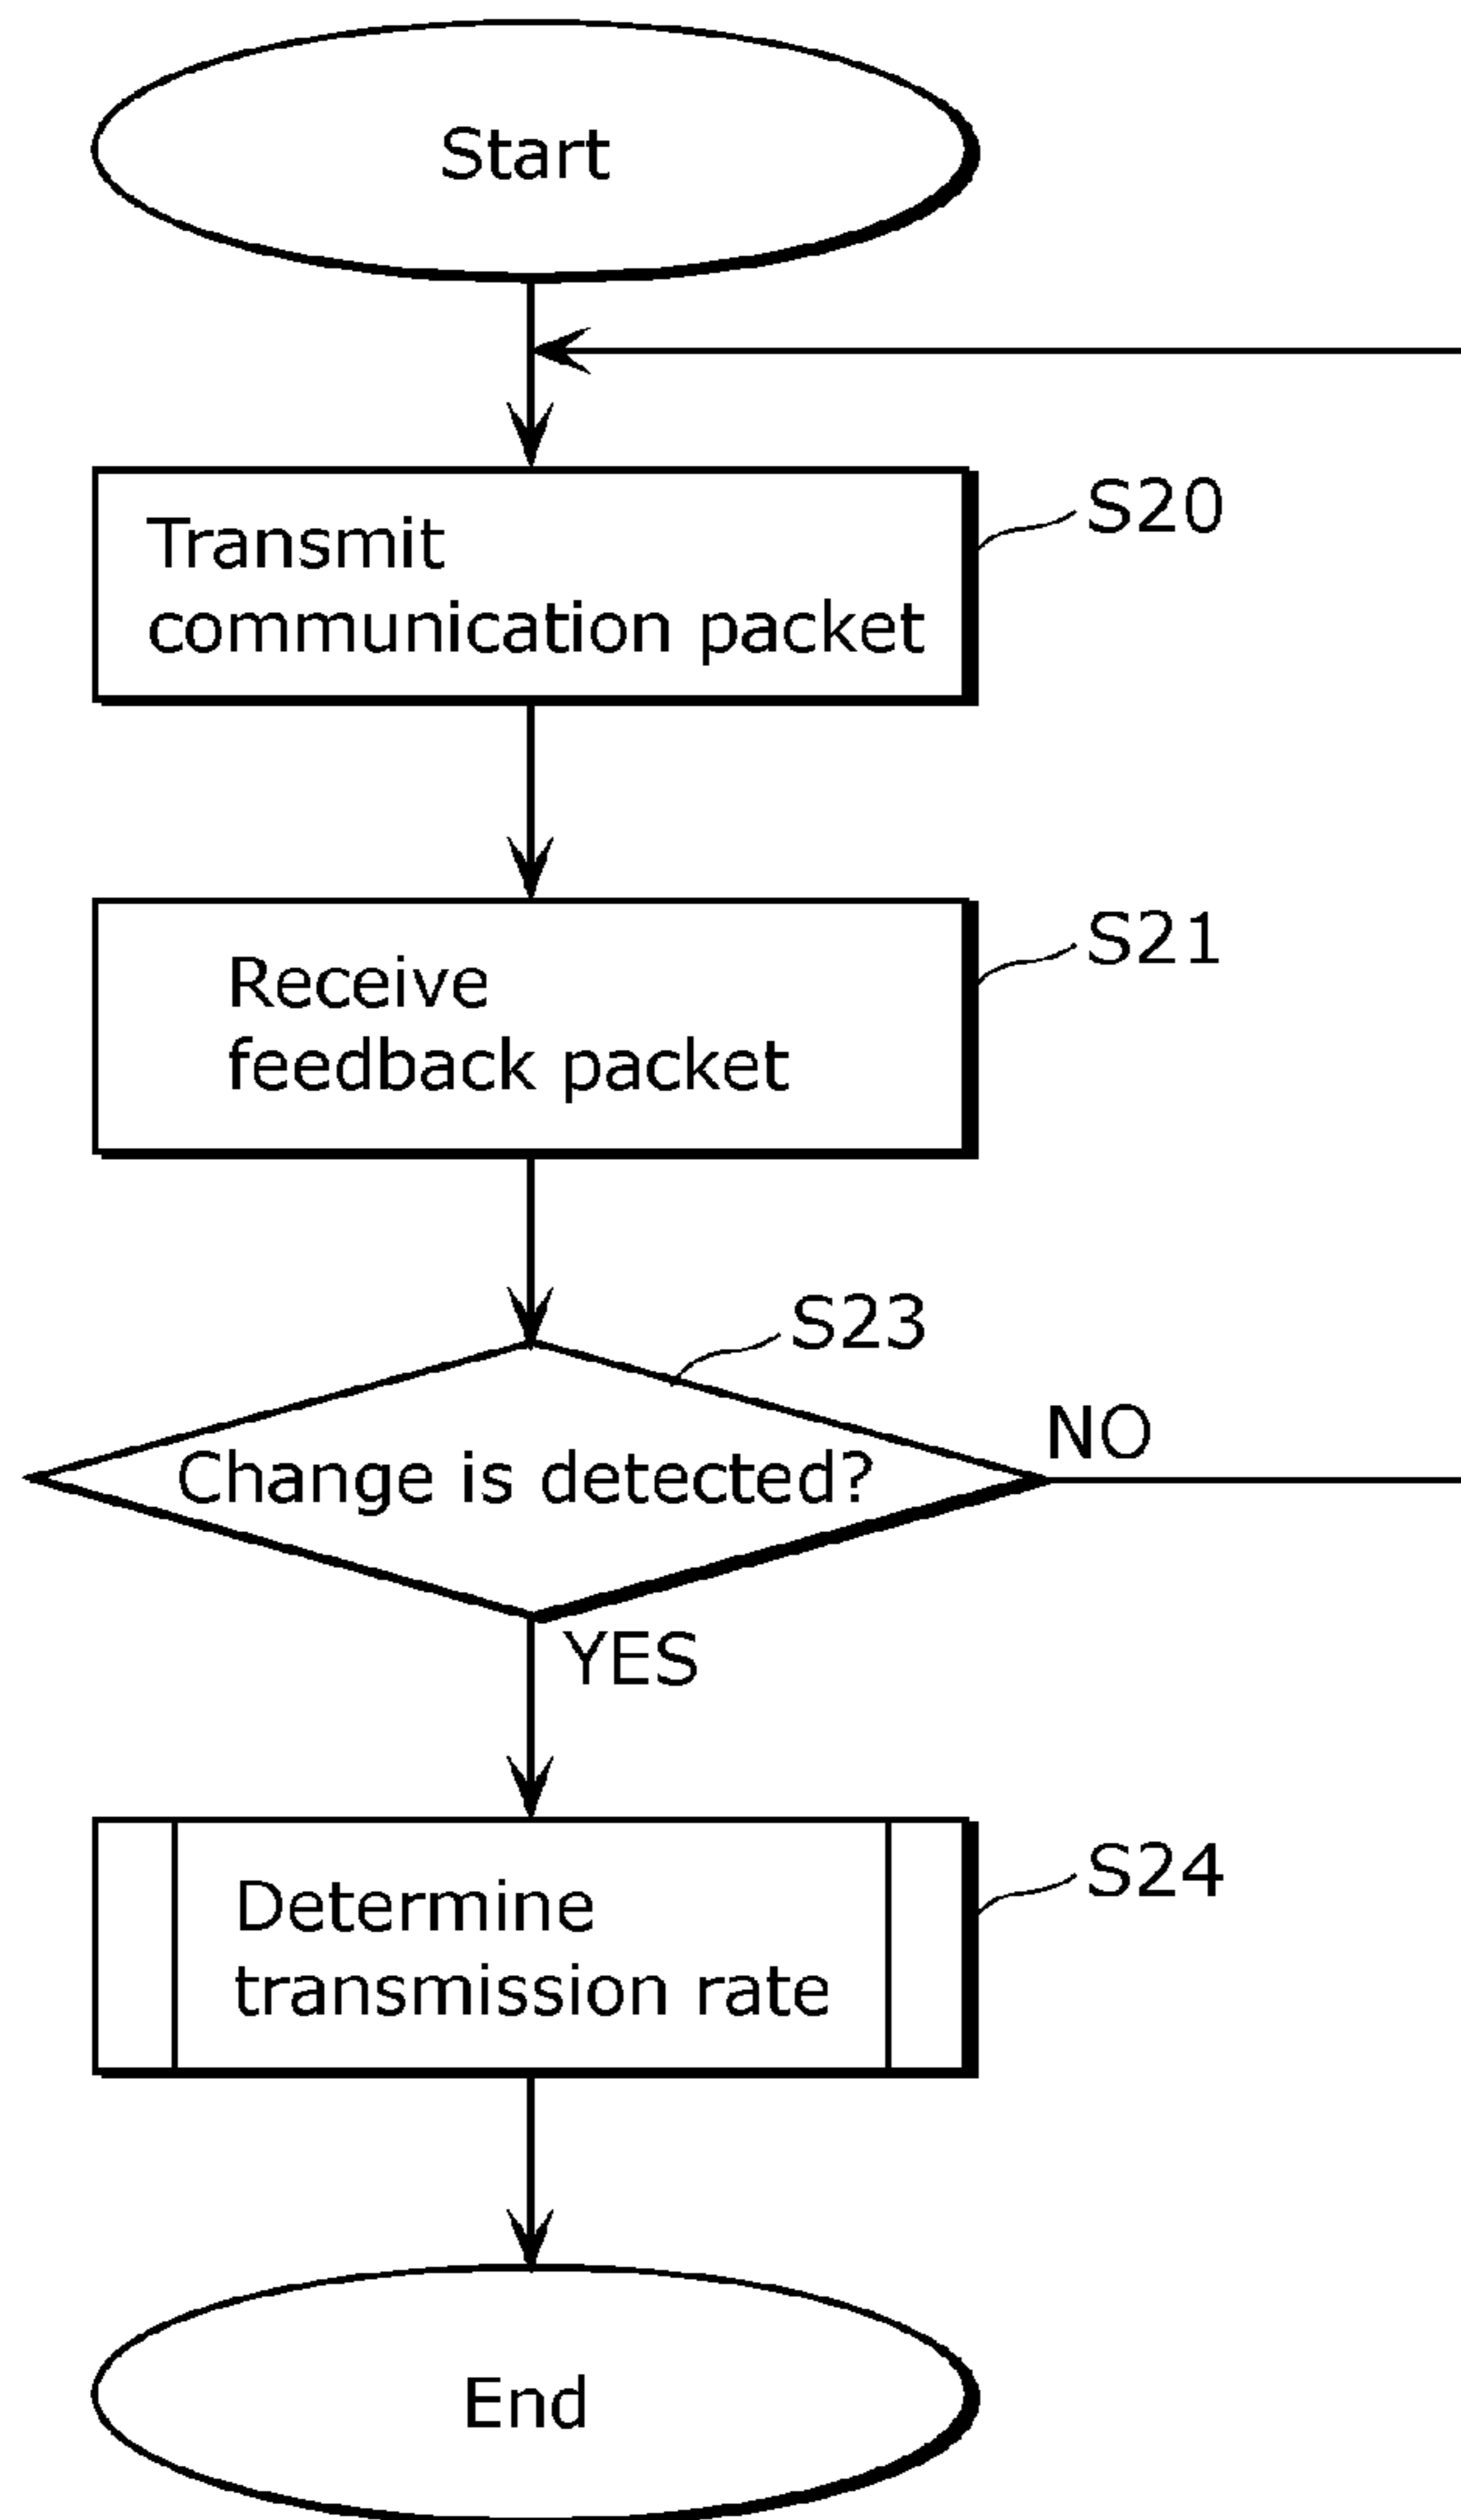 Start
S20
Transmit
communication packet
S21
Receive
feedback packet
S23
Change is detected?
NO
YES
S24
Determine
transmission rate
End